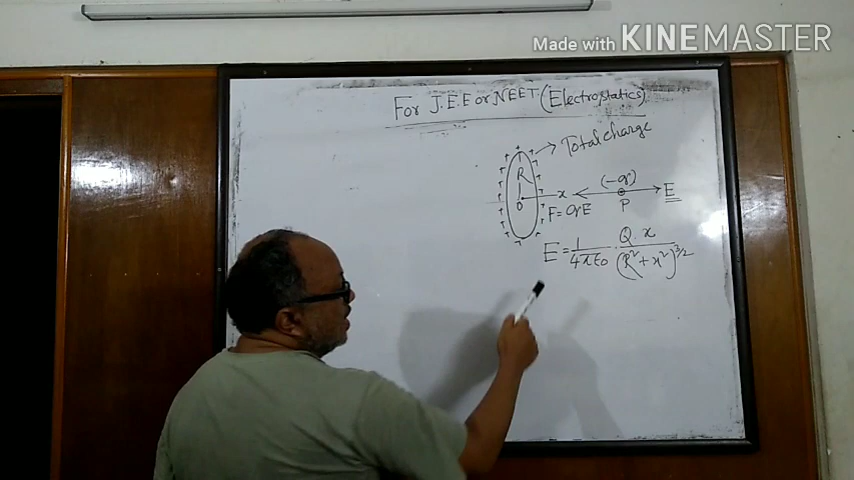 Made with KINEMASTER
For J.E.E or NEET (Electrostatics)
Total charge
R
(-q)
x
E
O
F = qE
P
E = 1/4πε₀ Q.x/(R² + x²)^3/2